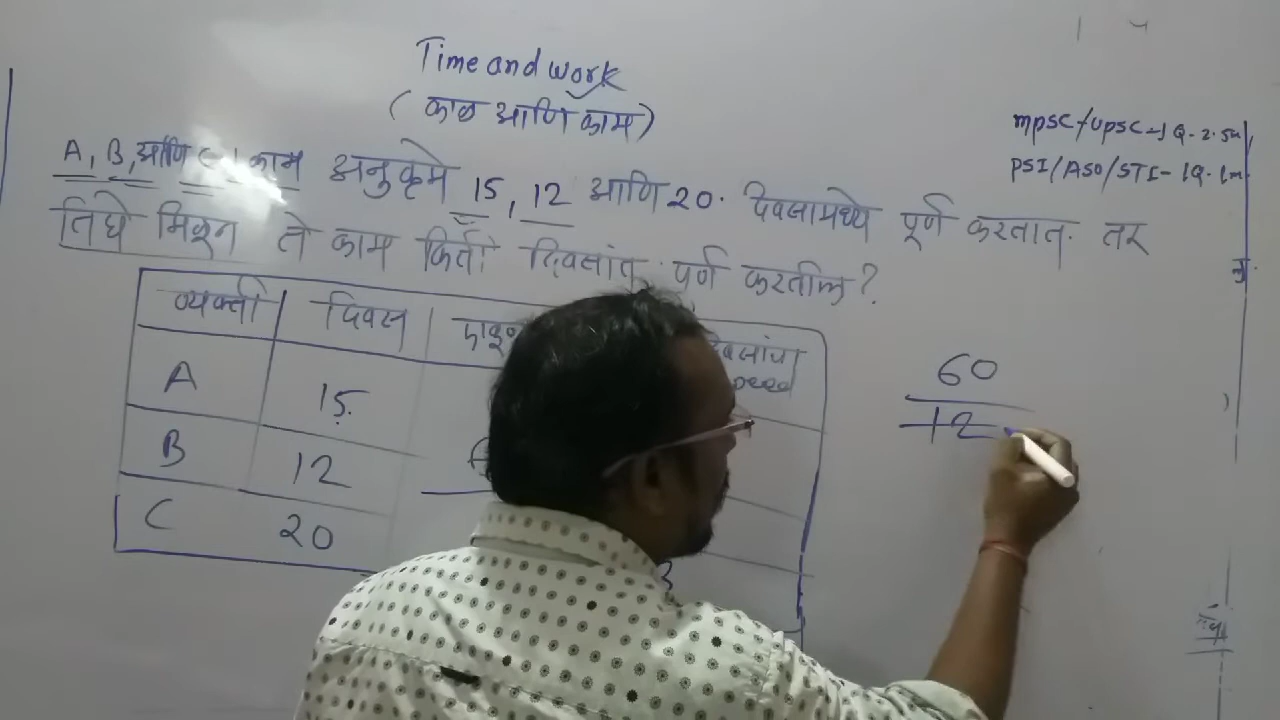 Time and work
(काळ आणि काम)
mpsc/upsc-1 Q-2.5m
PSI/ASO/STI-1Q-1m
A, B, आणि C काम अनुक्रमे 15, 12 आणि 20. दिवसामध्ये पूर्ण करतात. तर
तिघे मिळून ते काम किती दिवसांत पूर्ण करतील?
व्यक्ती दिवस
A 15
B 12
C 20
60
12